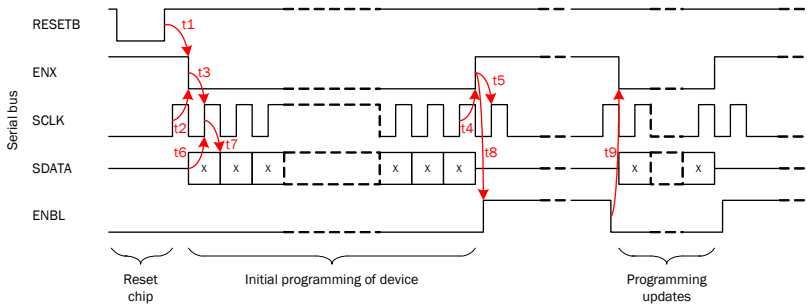 RESETB
t1
ENX
t3
t5
Serial bus
SCLK
t2
t4
t6
t7
t8
t9
SDATA
X X X X X X X X
ENBL
Reset
chip
Initial programming of device
Programming
updates